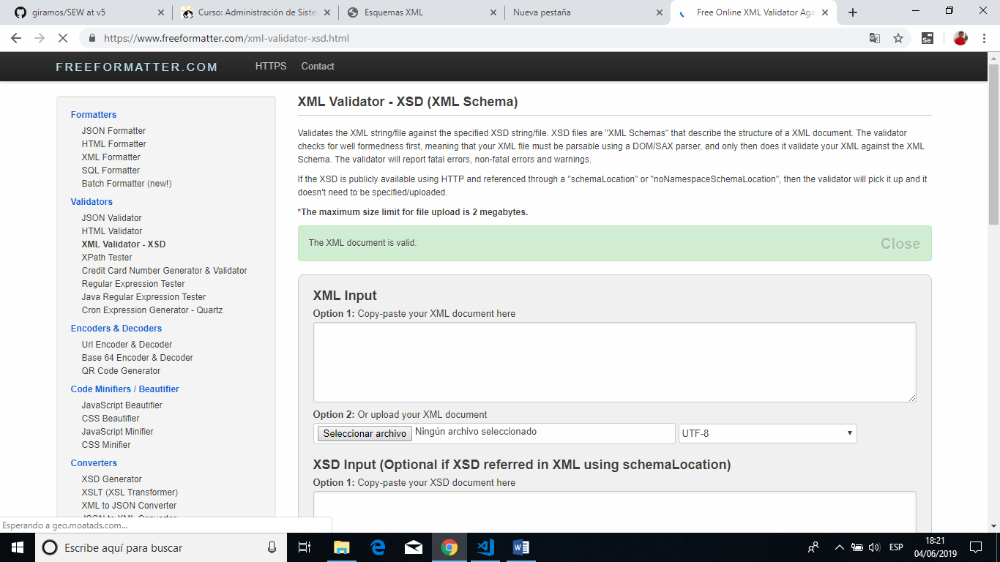 giramos/SEW at v5
Curso: Administración de Siste
Esquemas XML
Nueva pestaña
Free Online XML Validator Aga
https://www.freeformatter.com/xml-validator-xsd.html
FREEFORMATTER.COM
HTTPS
Contact
Formatters
JSON Formatter
HTML Formatter
XML Formatter
SQL Formatter
Batch Formatter (new!)
Validators
JSON Validator
HTML Validator
XML Validator - XSD
XPath Tester
Credit Card Number Generator & Validator
Regular Expression Tester
Java Regular Expression Tester
Cron Expression Generator - Quartz
Encoders & Decoders
Url Encoder & Decoder
Base 64 Encoder & Decoder
QR Code Generator
Code Minifiers / Beautifier
JavaScript Beautifier
CSS Beautifier
JavaScript Minifier
CSS Minifier
Converters
XSD Generator
XSLT (XSL Transformer)
XML to JSON Converter
JSON to XML Converter
XML Validator - XSD (XML Schema)
Validates the XML string/file against the specified XSD string/file. XSD files are "XML Schemas" that describe the structure of a XML document. The validator
checks for well formedness first, meaning that your XML file must be parsable using a DOM/SAX parser, and only then does it validate your XML against the XML
Schema. The validator will report fatal errors, non-fatal errors and warnings.
If the XSD is publicly available using HTTP and referenced through a "schemaLocation" or "noNamespaceSchemaLocation", then the validator will pick it up and it
doesn't need to be specified/uploaded.
*The maximum size limit for file upload is 2 megabytes.
The XML document is valid.
Close
XML Input
Option 1: Copy-paste your XML document here
Option 2: Or upload your XML document
Seleccionar archivo Ningún archivo seleccionado
UTF-8
XSD Input (Optional if XSD referred in XML using schemaLocation)
Option 1: Copy-paste your XSD document here
Esperando a geo.moatads.com...
Escribe aquí para buscar
ESP
18:21
04/06/2019